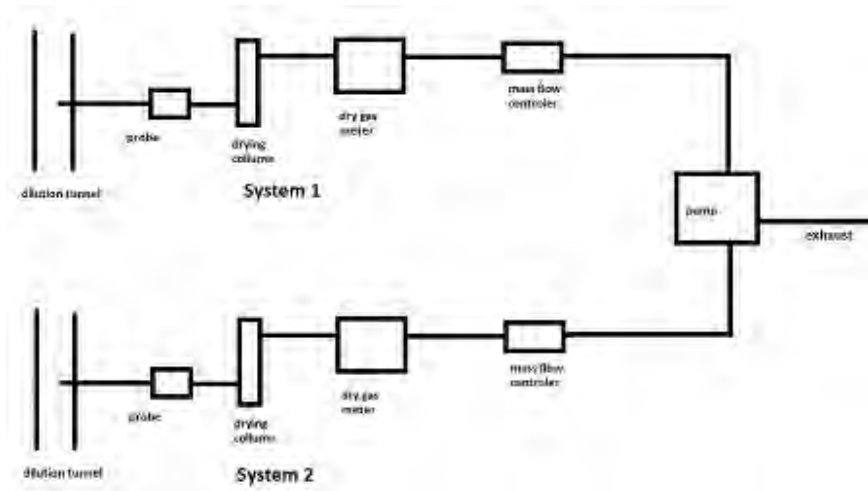 mass flow
controler
dry gas
meter
probe
drying
collumn
dilution tunnel
System 1
pump
exhaust
mass flow
controler
dry gas
meter
probe
drying
collumn
dilution tunnel
System 2